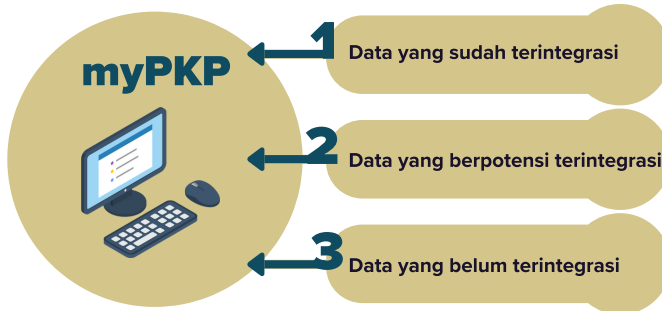 myPKP
1
Data yang sudah terintegrasi
2
Data yang berpotensi terintegrasi
3
Data yang belum terintegrasi